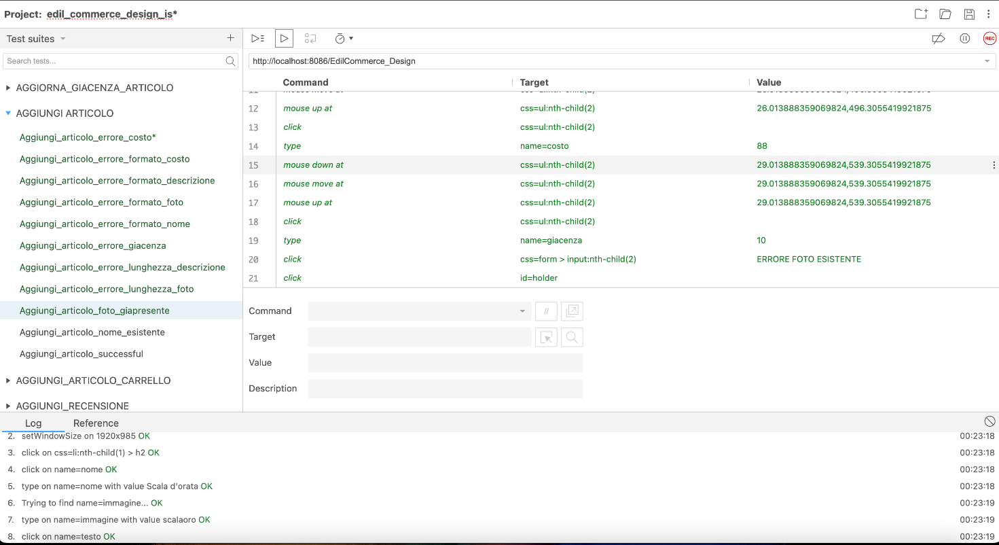 Project: edil_commerce_design_is*
Test suites
Search tests...
AGGIORNA_GIACENZA_ARTICOLO
AGGIUNGI ARTICOLO
Aggiungi_articolo_errore_costo*
Aggiungi_articolo_errore_formato_costo
Aggiungi_articolo_errore_formato_descrizione
Aggiungi_articolo_errore_formato_foto
Aggiungi_articolo_errore_formato_nome
Aggiungi_articolo_errore_giacenza
Aggiungi_articolo_errore_lunghezza_descrizione
Aggiungi_articolo_errore_lunghezza_foto
Aggiungi_articolo_foto_giapresente
Aggiungi_articolo_nome_esistente
Aggiungi_articolo_successful
AGGIUNGI_ARTICOLO_CARRELLO
AGGIUNGI_RECENSIONE
REC
http://localhost:8086/EdilCommerce_Design
Command Target Value
12 mouse up at css=ul:nth-child(2) 26.013888359069824,496.3055419921875
13 click css=ul:nth-child(2)
14 type name=costo 88
15 mouse down at css=ul:nth-child(2) 29.013888359069824,539.3055419921875
16 mouse move at css=ul:nth-child(2) 29.013888359069824,539.3055419921875
17 mouse up at css=ul:nth-child(2) 29.013888359069824,539.3055419921875
18 click css=ul:nth-child(2)
19 type name=giacenza 10
20 click css=form > input:nth-child(2) ERRORE FOTO ESISTENTE
21 click id=holder
Command //
Target
Value
Description
Log Reference
2. setWindowSize on 1920x985 OK 00:23:18
3. click on css=li:nth-child(1) > h2 OK 00:23:18
4. click on name=nome OK 00:23:18
5. type on name=nome with value Scala d'orata OK 00:23:18
6. Trying to find name=immagine... OK 00:23:19
7. type on name=immagine with value scalaoro OK 00:23:19
8. click on name=testo OK 00:23:19